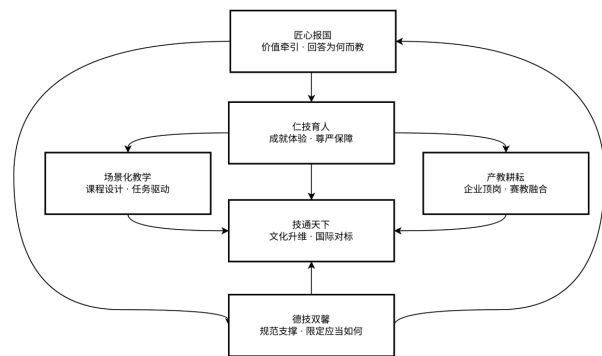 匠心报国
价值牵引 · 回答为何而教
仁技育人
成就体验 · 尊严保障
场景化教学
课程设计 · 任务驱动
产教耕耘
企业顶岗 · 赛教融合
技通天下
文化升维 · 国际对标
德技双馨
规范支撑 · 限定应当如何